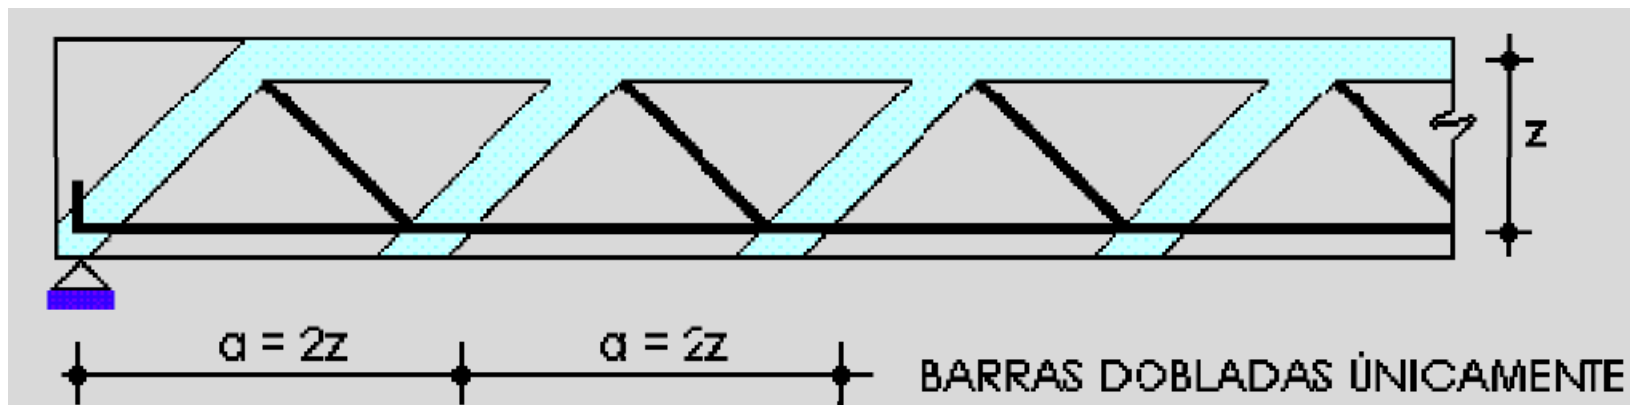 z
a = 2z
a = 2z
BARRAS DOBLADAS ÚNICAMENTE